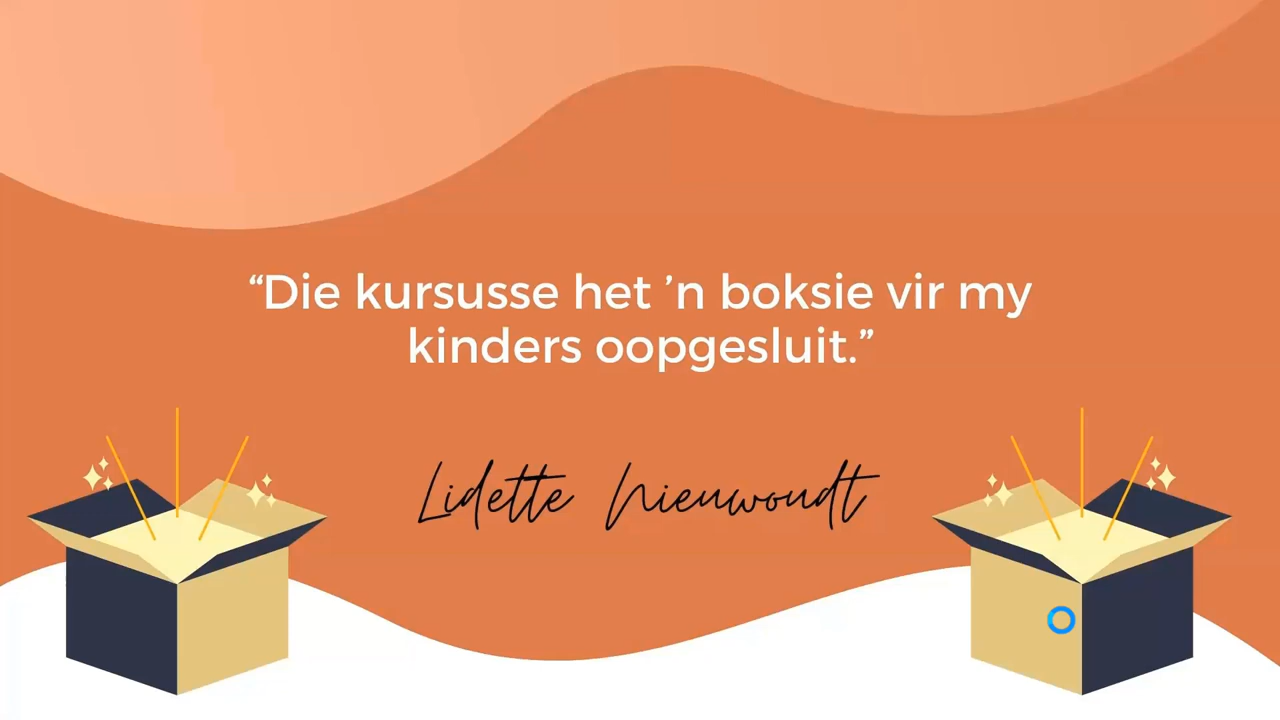 “Die kursusse het ’n boksie vir my
kinders oopgesluit.”
Lidette Nieuwoudt